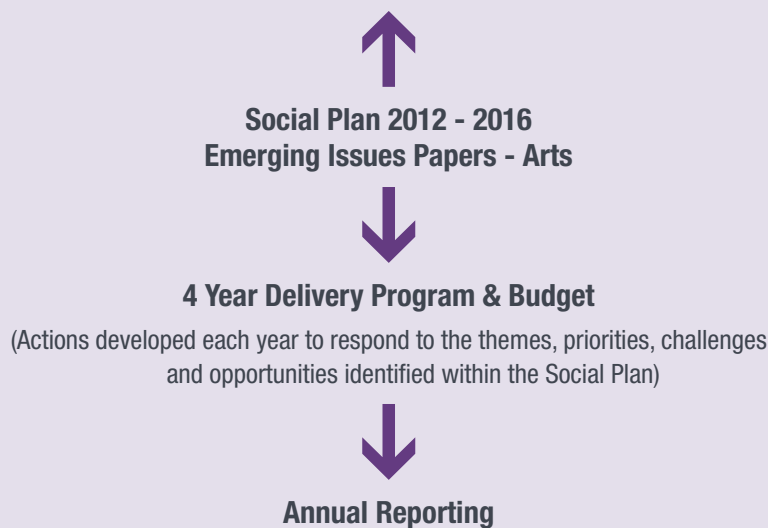 Social Plan 2012 - 2016
Emerging Issues Papers - Arts
4 Year Delivery Program & Budget
(Actions developed each year to respond to the themes, priorities, challenges
and opportunities identified within the Social Plan)
Annual Reporting